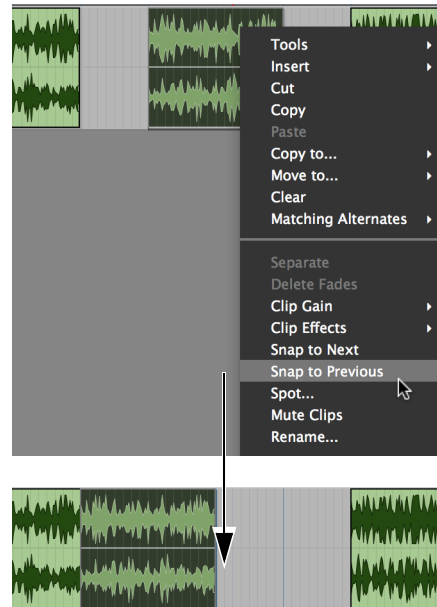 Tools
Insert
Cut
Copy
Paste
Copy to...
Move to...
Clear
Matching Alternates
Separate
Delete Fades
Clip Gain
Clip Effects
Snap to Next
Snap to Previous
Spot...
Mute Clips
Rename...